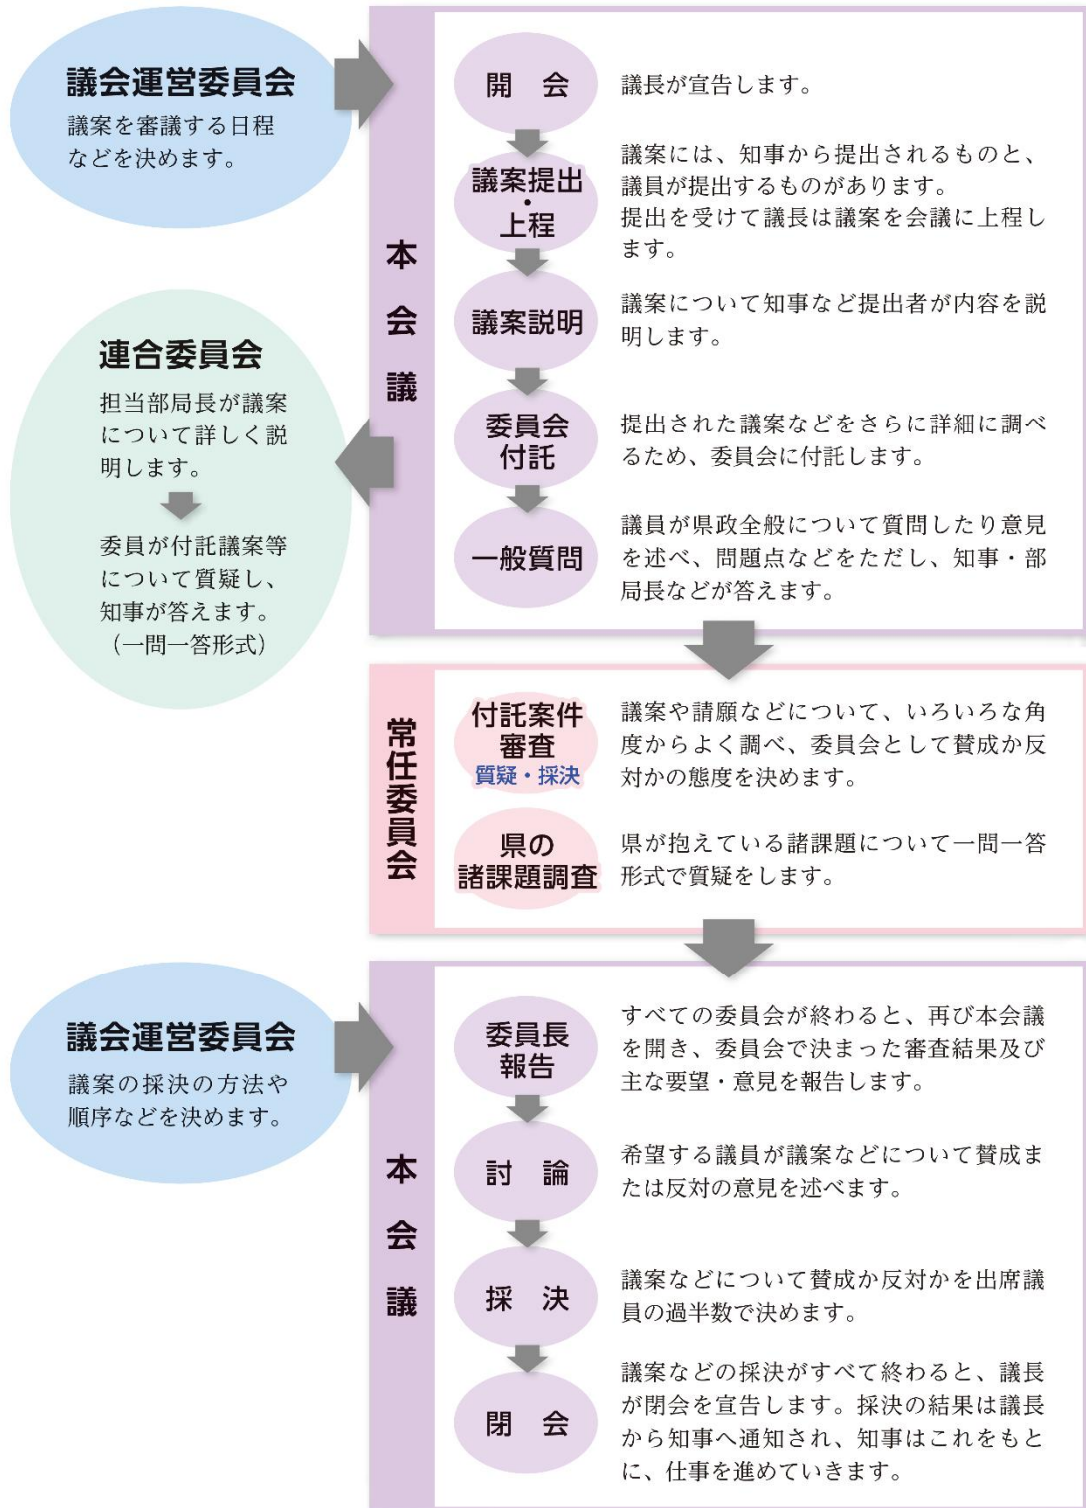 議会運営委員会
議案を審議する日程
などを決めます。
本会議
開　会
議長が宣告します。
議案提出
・
上程
議案には、知事から提出されるものと、
議員が提出するものがあります。
提出を受けて議長は議案を会議に上程し
ます。
議案説明
議案について知事など提出者が内容を説
明します。
委員会
付託
提出された議案などをさらに詳細に調べ
るため、委員会に付託します。
連合委員会
担当部局長が議案
について詳しく説
明します。
委員が付託議案等
について質疑し、
知事が答えます。
（一問一答形式）
一般質問
議員が県政全般について質問したり意見
を述べ、問題点などをただし、知事・部
局長などが答えます。
常任委員会
付託案件
審査
質疑・採決
議案や請願などについて、いろいろな角
度からよく調べ、委員会として賛成か反
対かの態度を決めます。
県の
諸課題調査
県が抱えている諸課題について一問一答
形式で質疑をします。
議会運営委員会
議案の採決の方法や
順序などを決めます。
本会議
委員長
報告
すべての委員会が終わると、再び本会議
を開き、委員会で決まった審査結果及び
主な要望・意見を報告します。
討　論
希望する議員が議案などについて賛成ま
たは反対の意見を述べます。
採　決
議案などについて賛成か反対かを出席議
員の過半数で決めます。
閉　会
議案などの採決がすべて終わると、議長
が閉会を宣告します。採決の結果は議長
から知事へ通知され、知事はこれをもと
に、仕事を進めていきます。